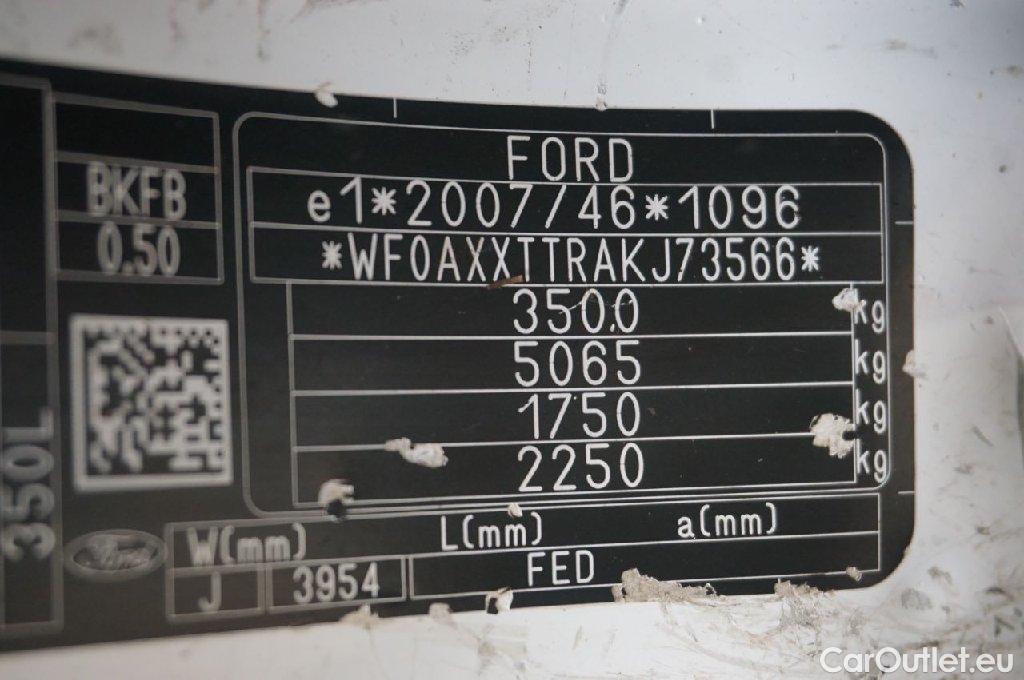 FORD
BKFB
e1*2007/46*1096
0.50
*WF0AXXTTRAKJ73566*
3500 kg
5065 kg
1750 kg
2250 kg
350L
Ford
W(mm) L(mm) a(mm)
J 3954 FED
CarOutlet.eu